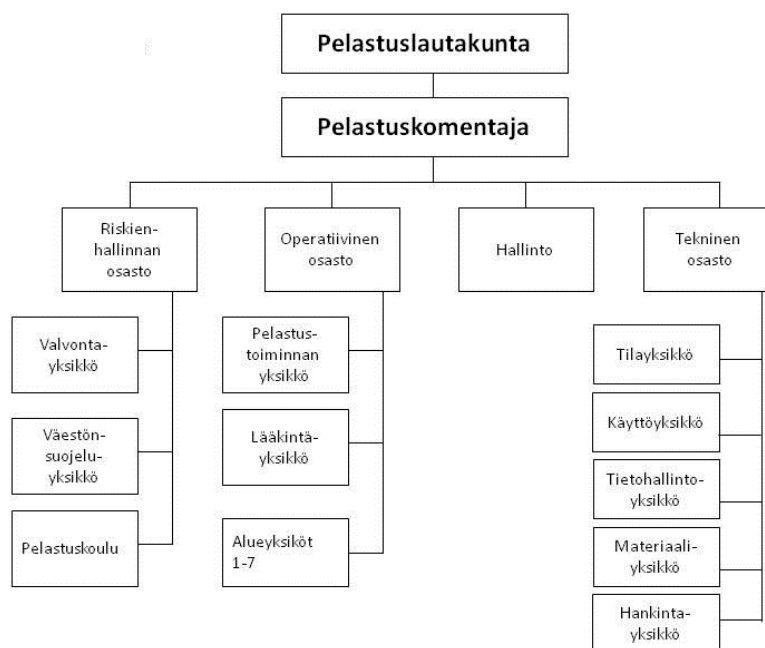 Pelastuslautakunta
Pelastuskomentaja
Riskien-
hallinnan
osasto
Operatiivinen
osasto
Hallinto
Tekninen
osasto
Valvonta-
yksikkö
Väestön-
suojelu-
yksikkö
Pelastuskoulu
Pelastus-
toiminnan
yksikkö
Lääkintä-
yksikkö
Alueyksiköt
1-7
Tilayksikkö
Käyttöyksikkö
Tietohallinto-
yksikkö
Materiaali-
yksikkö
Hankinta-
yksikkö